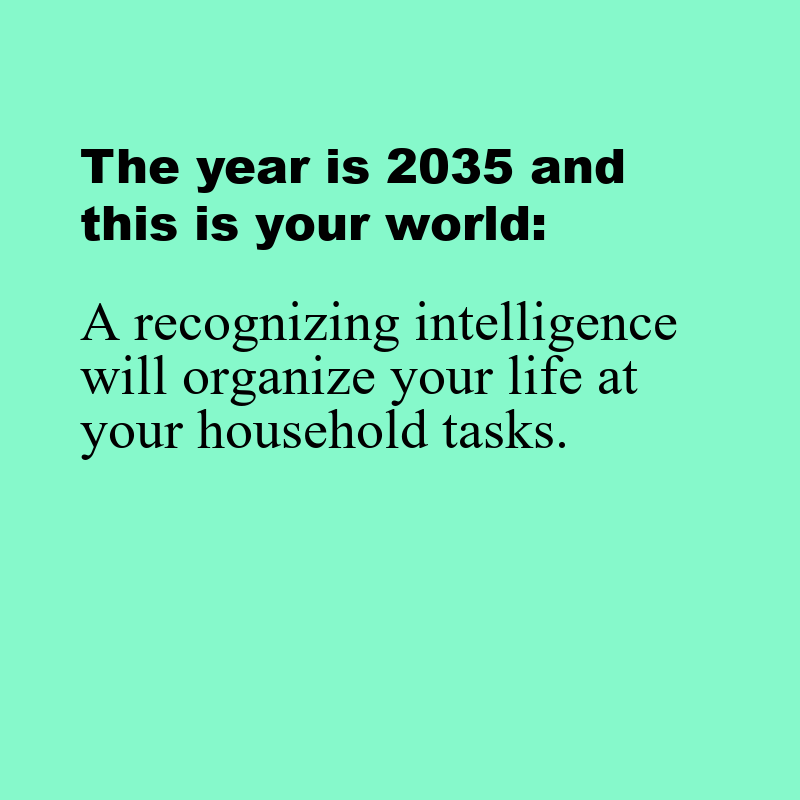 The year is 2035 and
this is your world:
A recognizing intelligence
will organize your life at
your household tasks.